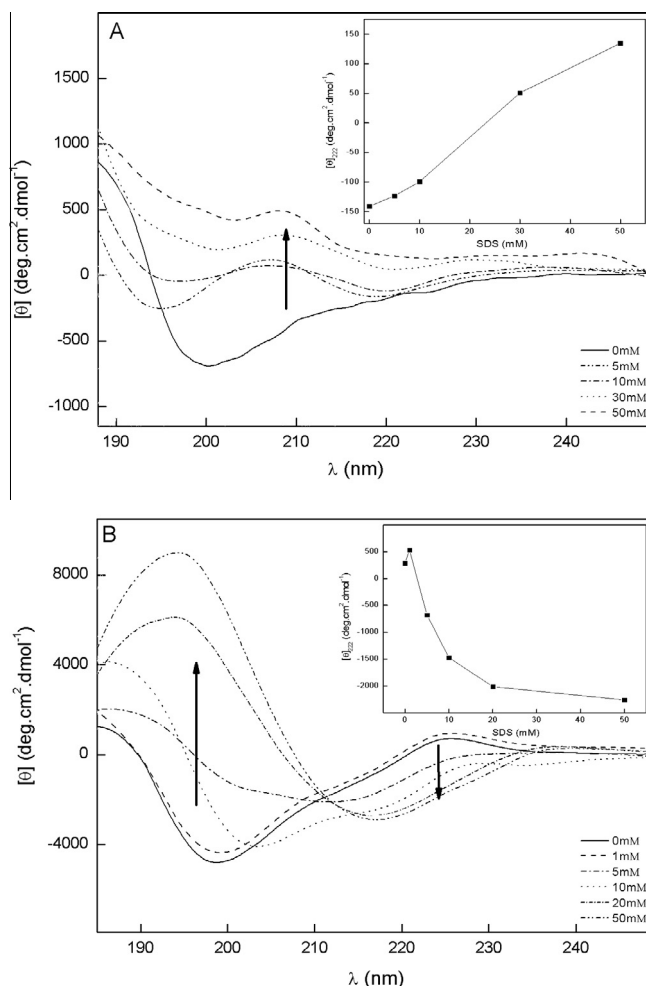 A
1500
1000
500
0
-500
-1000
[θ] (deg.cm².dmol⁻¹)
190 200 210 220 230 240
λ (nm)
150
100
50
0
-50
-100
-150
[θ]₂₂₂ (deg.cm².dmol⁻¹)
0 10 20 30 40 50
SDS (mM)
0mM
5mM
10mM
30mM
50mM
B
8000
4000
0
-4000
[θ] (deg.cm².dmol⁻¹)
190 200 210 220 230 240
λ (nm)
500
0
-500
-1000
-1500
-2000
[θ]₂₂₂ (deg.cm².dmol⁻¹)
0 10 20 30 40 50
SDS (mM)
0mM
1mM
5mM
10mM
20mM
50mM